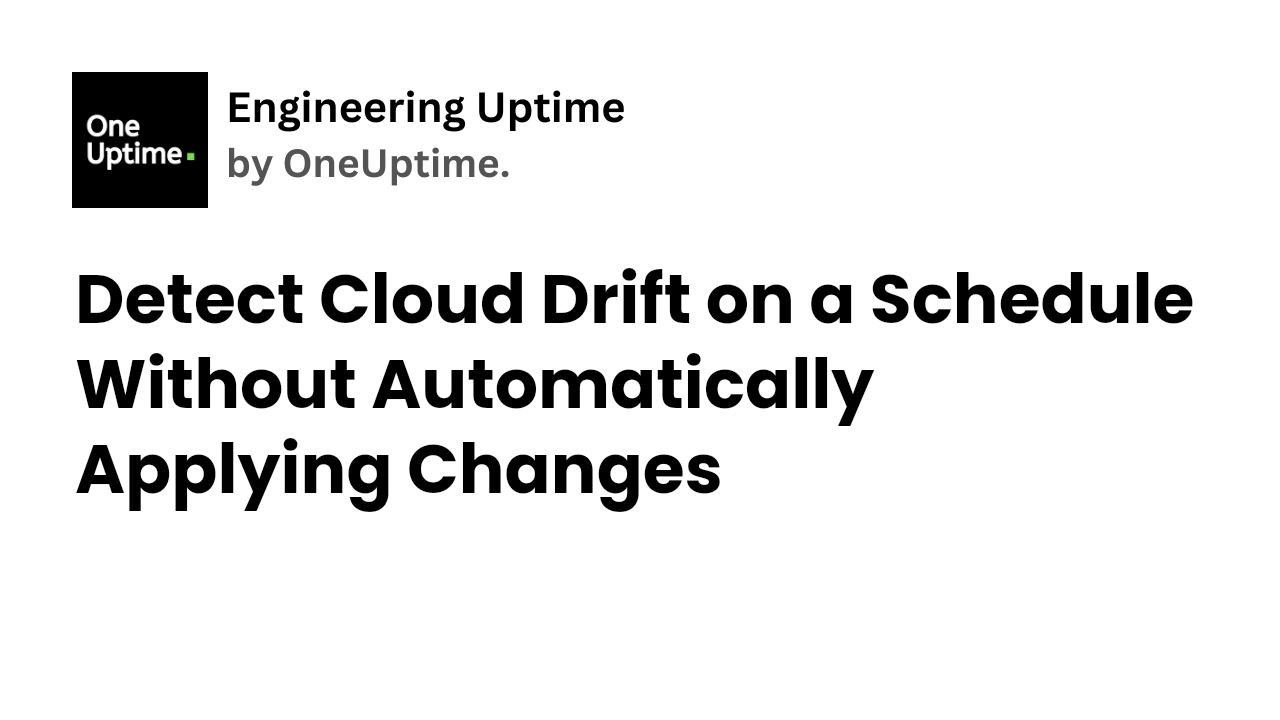 One
Uptime
Engineering Uptime
by OneUptime.
Detect Cloud Drift on a Schedule
Without Automatically
Applying Changes